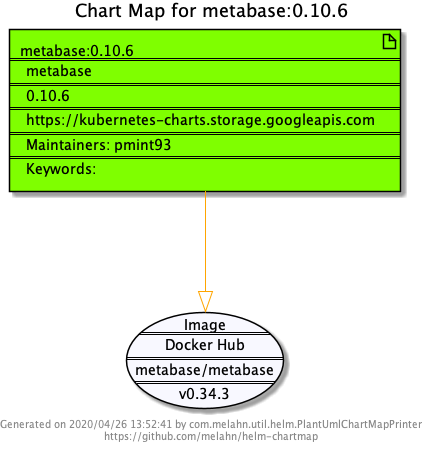 Chart Map for metabase:0.10.6
metabase:0.10.6
metabase
0.10.6
https://kubernetes-charts.storage.googleapis.com
Maintainers: pmint93
Keywords:
Image
Docker Hub
metabase/metabase
v0.34.3
Generated on 2020/04/26 13:52:41 by com.melahn.util.helm.PlantUmlChartMapPrinter
https://github.com/melahn/helm-chartmap